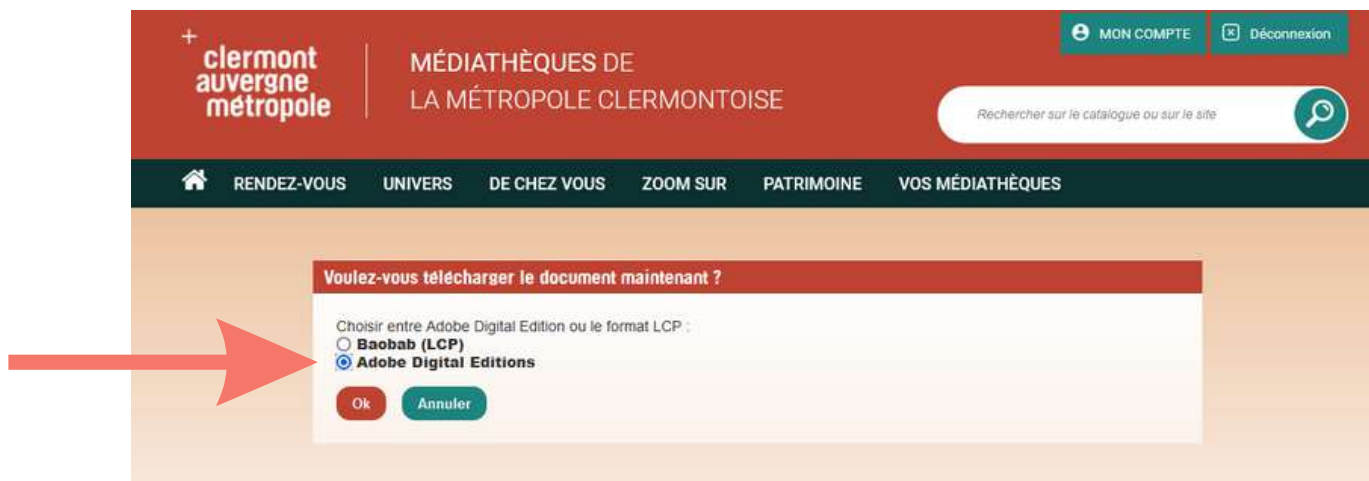 MON COMPTE
Déconnexion
+
clermont
auvergne
métropole
MÉDIATHÈQUES DE
LA MÉTROPOLE CLERMONTOISE
Rechercher sur le catalogue ou sur le site
RENDEZ-VOUS UNIVERS DE CHEZ VOUS ZOOM SUR PATRIMOINE VOS MÉDIATHÈQUES
Voulez-vous télécharger le document maintenant ?
Choisir entre Adobe Digital Edition ou le format LCP :
Baobab (LCP)
Adobe Digital Editions
Ok Annuler